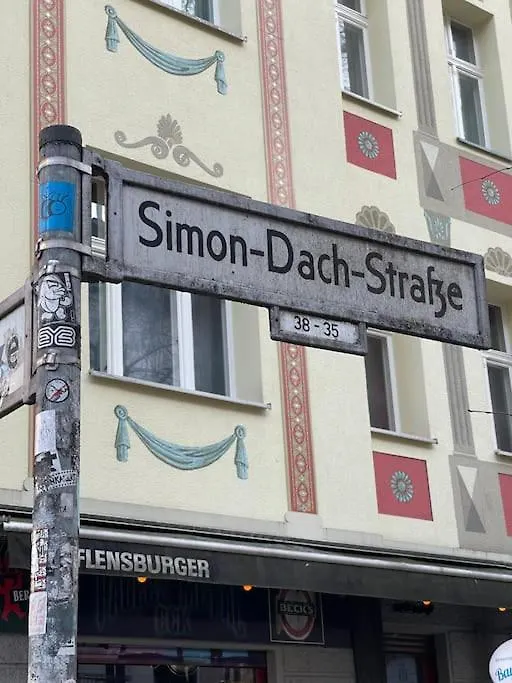 Simon-Dach-Straße
38 - 35
FLENSBURGER
BECK'S